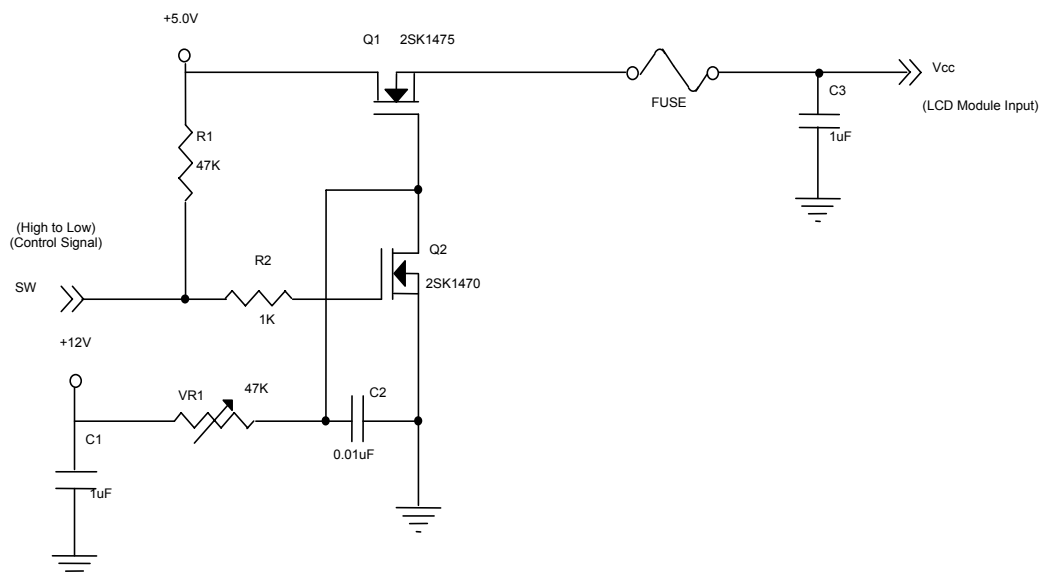 +5.0V
Q1 2SK1475
Vcc
(LCD Module Input)
FUSE
C3
1uF
R1
47K
(High to Low)
(Control Signal)
SW
R2
1K
Q2
2SK1470
+12V
VR1
47K
C2
0.01uF
C1
1uF